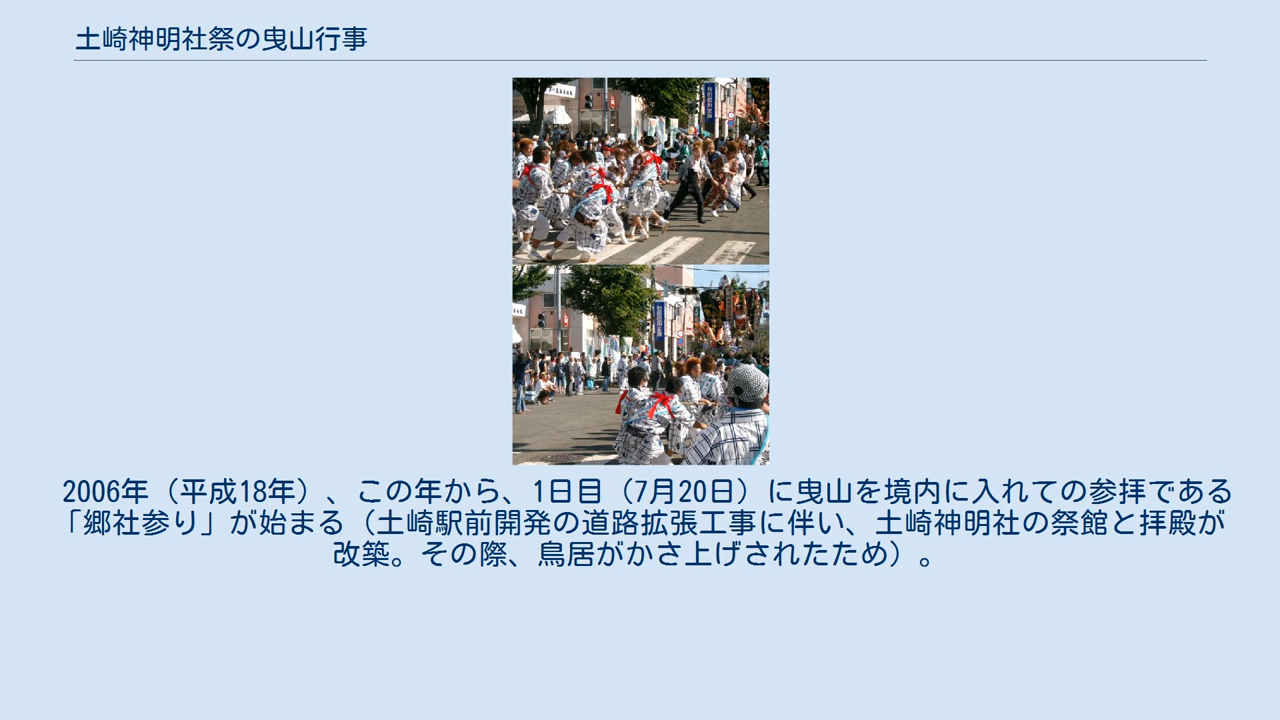 土崎神明社祭の曳山行事
2006年（平成18年）、この年から、1日目（7月20日）に曳山を境内に入れての参拝である
「郷社参り」が始まる（土崎駅前開発の道路拡張工事に伴い、土崎神明社の祭館と拝殿が
改築。その際、鳥居がかさ上げされたため）。